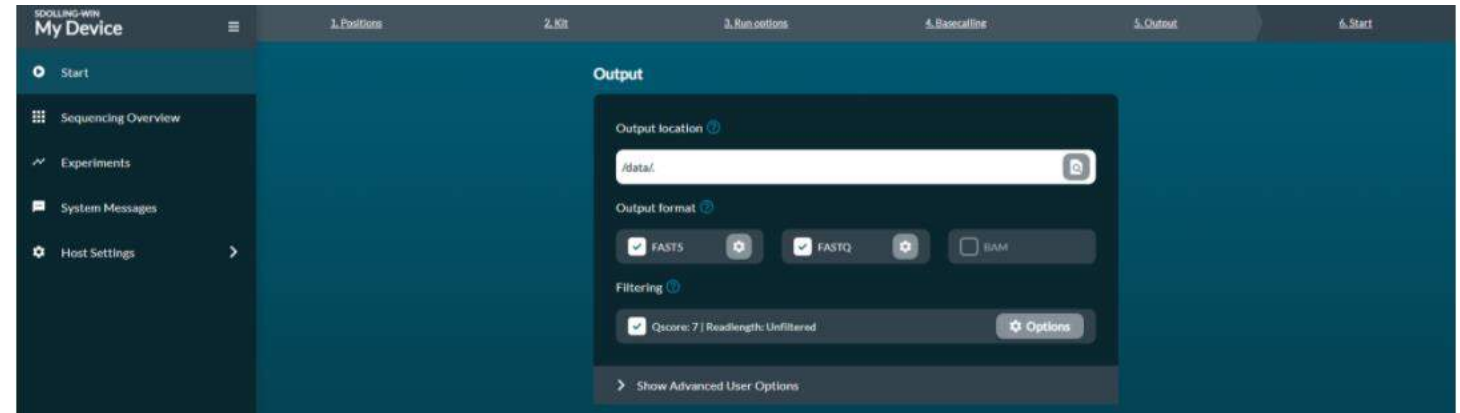 SDOLLING-WIN
My Device
1. Positions
2. Kit
3. Run options
4. Basecalling
5. Output
6. Start
Start
Sequencing Overview
Experiments
System Messages
Host Settings
Output
Output location
/data/.
Output format
FAST5
FASTQ
BAM
Filtering
Qscore: 7 | Readlength: Unfiltered
Options
Show Advanced User Options